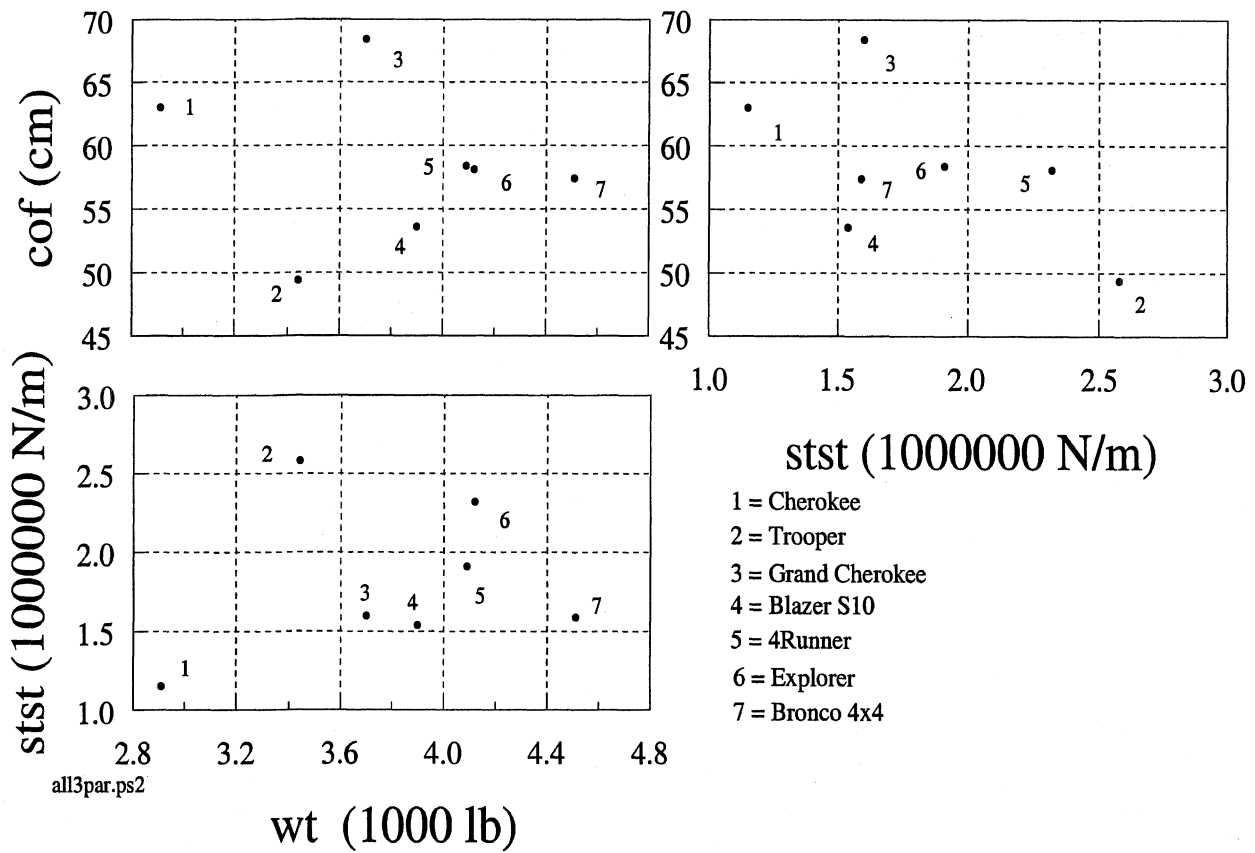 70
65
60
55
50
45
cof (cm)
1
2
3
4
5
6
7
70
65
60
55
50
45
1
2
3
4
5
6
7
1.0 1.5 2.0 2.5 3.0
stst (1000000 N/m)
3.0
2.5
2.0
1.5
1.0
stst (1000000 N/m)
1
2
3
4
5
6
7
2.8 3.2 3.6 4.0 4.4 4.8
all3par.ps2
wt (1000 lb)
1 = Cherokee
2 = Trooper
3 = Grand Cherokee
4 = Blazer S10
5 = 4Runner
6 = Explorer
7 = Bronco 4x4